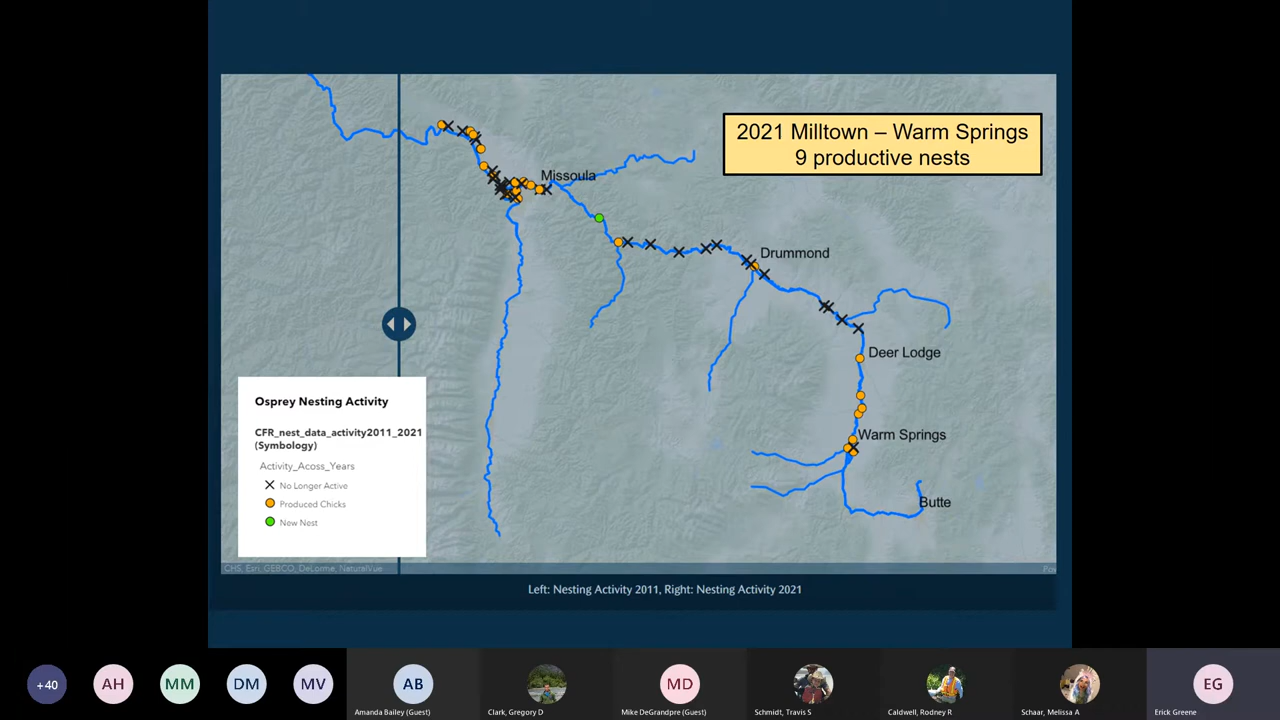 2021 Milltown – Warm Springs
9 productive nests
Missoula
Drummond
Deer Lodge
Warm Springs
Butte
Osprey Nesting Activity
CFR_nest_data_activity2011_2021
(Symbology)
Activity_Acoss_Years
No Longer Active
Produced Chicks
New Nest
CHS, Esri, GEBCO, DeLorme, NaturalVue
Left: Nesting Activity 2011, Right: Nesting Activity 2021
+40
AH
MM
DM
MV
AB
MD
EG
Amanda Bailey (Guest)
Clark, Gregory D
Mike DeGrandpre (Guest)
Schmidt, Travis S
Caldwell, Rodney R
Schaar, Melissa A
Erick Greene